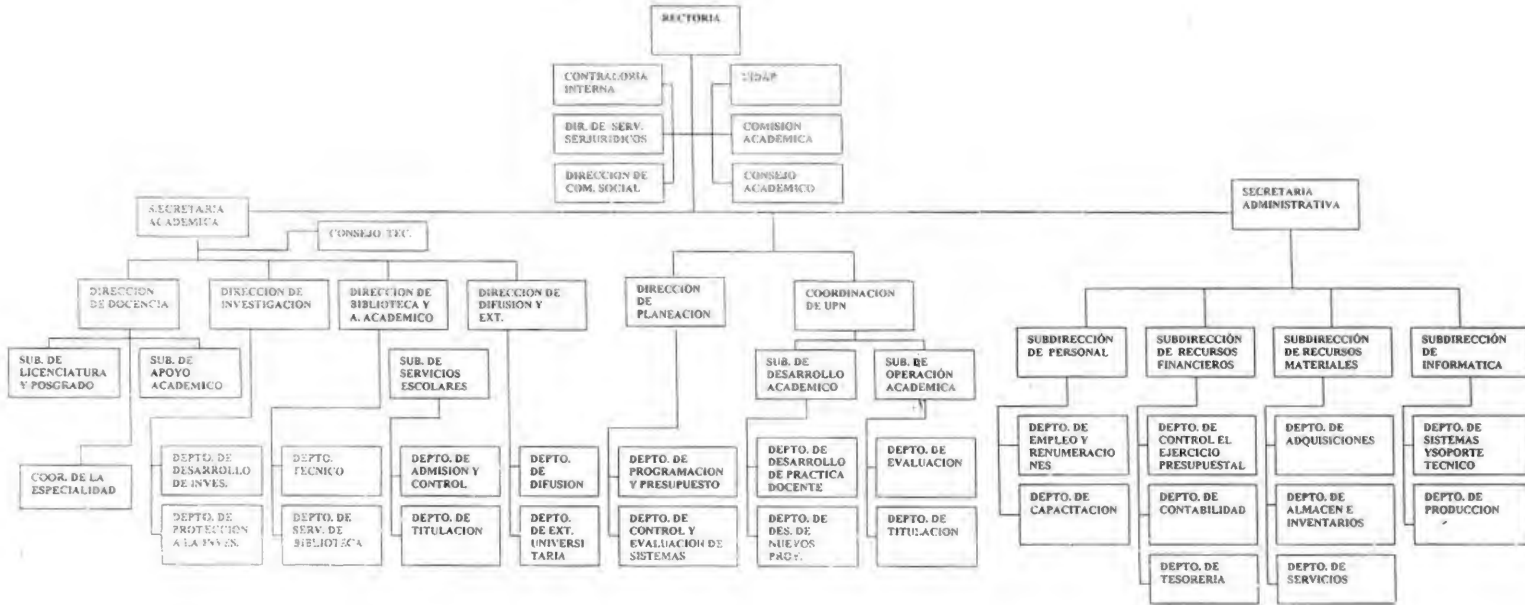 RECTORIA
CONTRALORIA
INTERNA
DIR. DE SERV.
SERJURIDICOS
COMISION
ACADEMICA
DIRECCION DE
COM. SOCIAL
CONSEJO
ACADEMICO
SECRETARIA
ACADEMICA
SECRETARIA
ADMINISTRATIVA
CONSEJO TEC.
DIRECCION
DE DOCENCIA
DIRECCION DE
INVESTIGACION
DIRECCION DE
BIBLIOTECA Y
A. ACADEMICO
DIRECCION DE
DIFUSION Y
EXT.
DIRECCIÓN
DE
PLANEACION
COORDINACION
DE UPN
SUBDIRECCIÓN
DE PERSONAL
SUBDIRECCIÓN
DE RECURSOS
FINANCIEROS
SUBDIRECCIÓN
DE RECURSOS
MATERIALES
SUBDIRECCIÓN
DE
INFORMATICA
SUB. DE
LICENCIATURA
Y POSGRADO
SUB. DE
APOYO
ACADEMICO
SUB. DE
SERVICIOS
ESCOLARES
SUB. DE
DESARROLLO
ACADEMICO
SUB. DE
OPERACIÓN
ACADEMICA
COOR. DE LA
ESPECIALIDAD
DEPTO. DE
DESARROLLO
DE INVES.
DEPTO.
TECNICO
DEPTO. DE
ADMISION Y
CONTROL
DEPTO.
DE
DIFUSION
DEPTO. DE
PROGRAMACION
Y PRESUPUESTO
DEPTO. DE
DESARROLLO
DE PRACTICA
DOCENTE
DEPTO. DE
EVALUACION
DEPTO. DE
EMPLEO Y
RENUMERACIO
NES
DEPTO. DE
CONTROL EL
EJERCICIO
PRESUPUESTAL
DEPTO. DE
ADQUISICIONES
DEPTO. DE
SISTEMAS
YSOPORTE
TECNICO
DEPTO. DE
PROTECCION
A LA INVES.
DEPTO. DE
SERV. DE
BIBLIOTECA
DEPTO. DE
TITULACION
DEPTO.
DE EXT.
UNIVERSI
TARIA
DEPTO. DE
CONTROL Y
EVALUACION DE
SISTEMAS
DEPTO. DE
DES. DE
NUEVOS
PROY.
DEPTO. DE
TITULACION
DEPTO. DE
CAPACITACION
DEPTO. DE
CONTABILIDAD
DEPTO. DE
ALMACEN E
INVENTARIOS
DEPTO. DE
PRODUCCION
DEPTO. DE
TESORERIA
DEPTO. DE
SERVICIOS